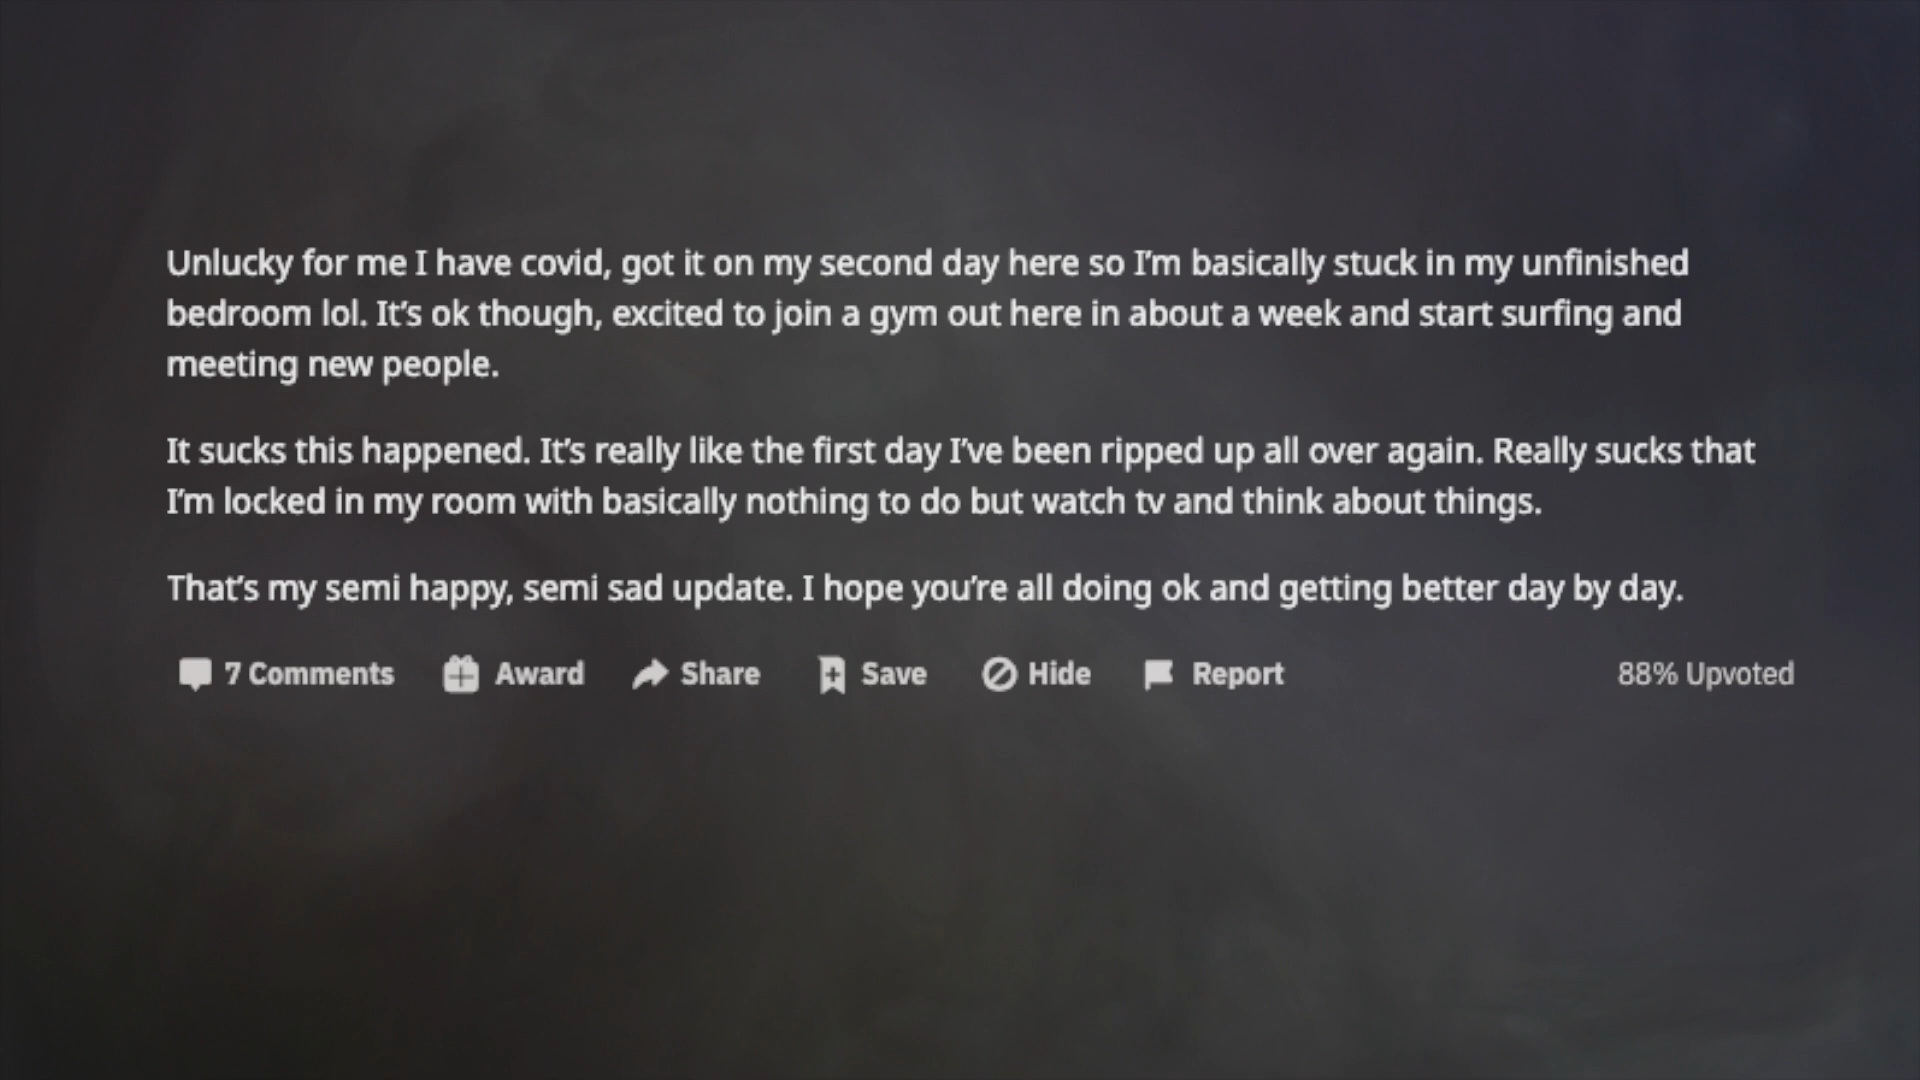 Unlucky for me I have covid, got it on my second day here so I’m basically stuck in my unfinished
bedroom lol. It’s ok though, excited to join a gym out here in about a week and start surfing and
meeting new people.
It sucks this happened. It’s really like the first day I’ve been ripped up all over again. Really sucks that
I’m locked in my room with basically nothing to do but watch tv and think about things.
That’s my semi happy, semi sad update. I hope you’re all doing ok and getting better day by day.
7 Comments Award Share Save Hide Report 88% Upvoted